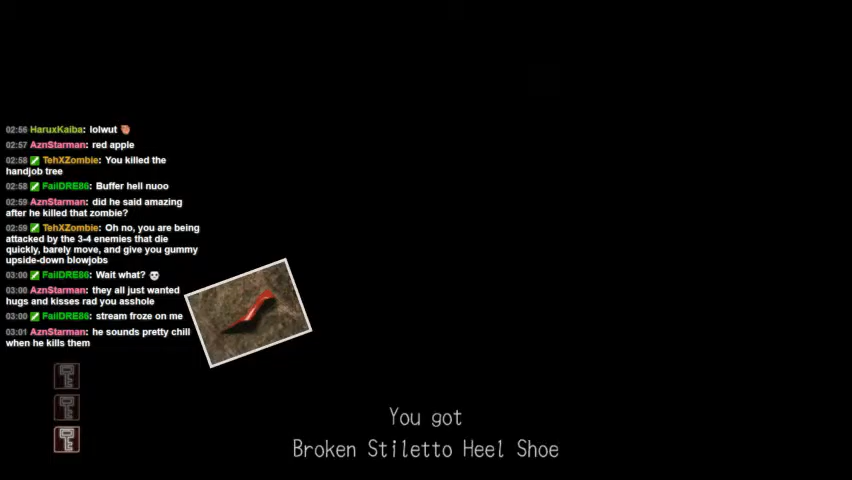 02:56 HaruxKaiba: lolwut
02:57 AznStarman: red apple
02:58 TehXZombie: You killed the
handjob tree
02:58 FailDRE86: Buffer hell nuoo
02:59 AznStarman: did he said amazing
after he killed that zombie?
02:59 TehXZombie: Oh no, you are being
attacked by the 3-4 enemies that die
quickly, barely move, and give you gummy
upside-down blowjobs
03:00 FailDRE86: Wait what?
03:00 AznStarman: they all just wanted
hugs and kisses rad you asshole
03:00 FailDRE86: stream froze on me
03:01 AznStarman: he sounds pretty chill
when he kills them
You got
Broken Stiletto Heel Shoe